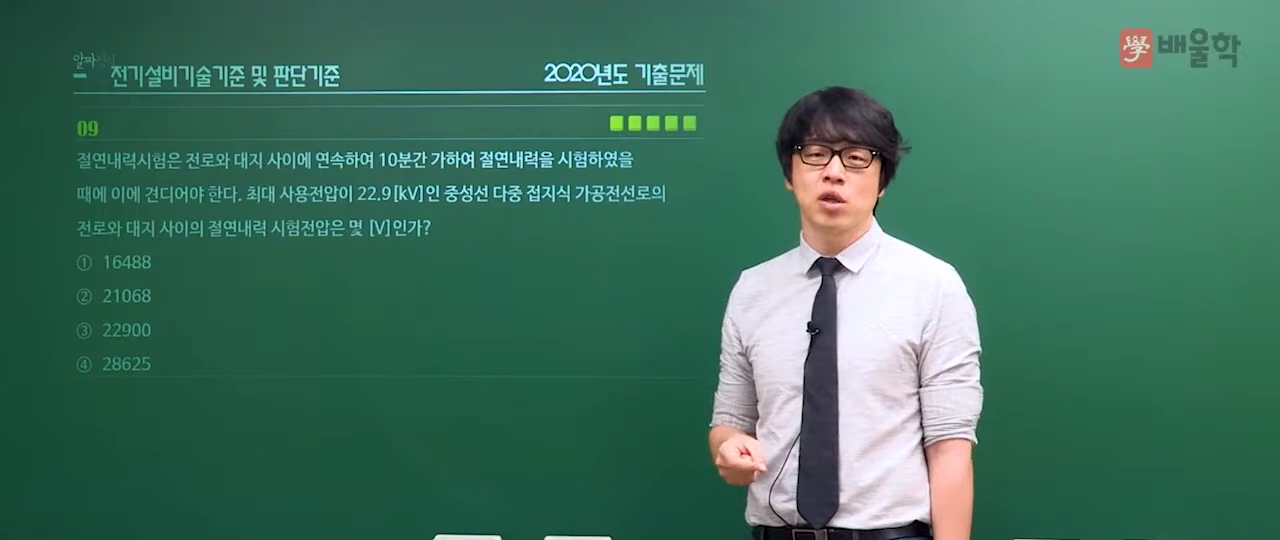 學 배울학
알짜
전기설비기술기준 및 판단기준
2020년도 기출문제
09
절연내력시험은 전로와 대지 사이에 연속하여 10분간 가하여 절연내력을 시험하였을
때에 이에 견디어야 한다. 최대 사용전압이 22.9[kV]인 중성선 다중 접지식 가공전선로의
전로와 대지 사이의 절연내력 시험전압은 몇 [V]인가?
① 16488
② 21068
③ 22900
④ 28625